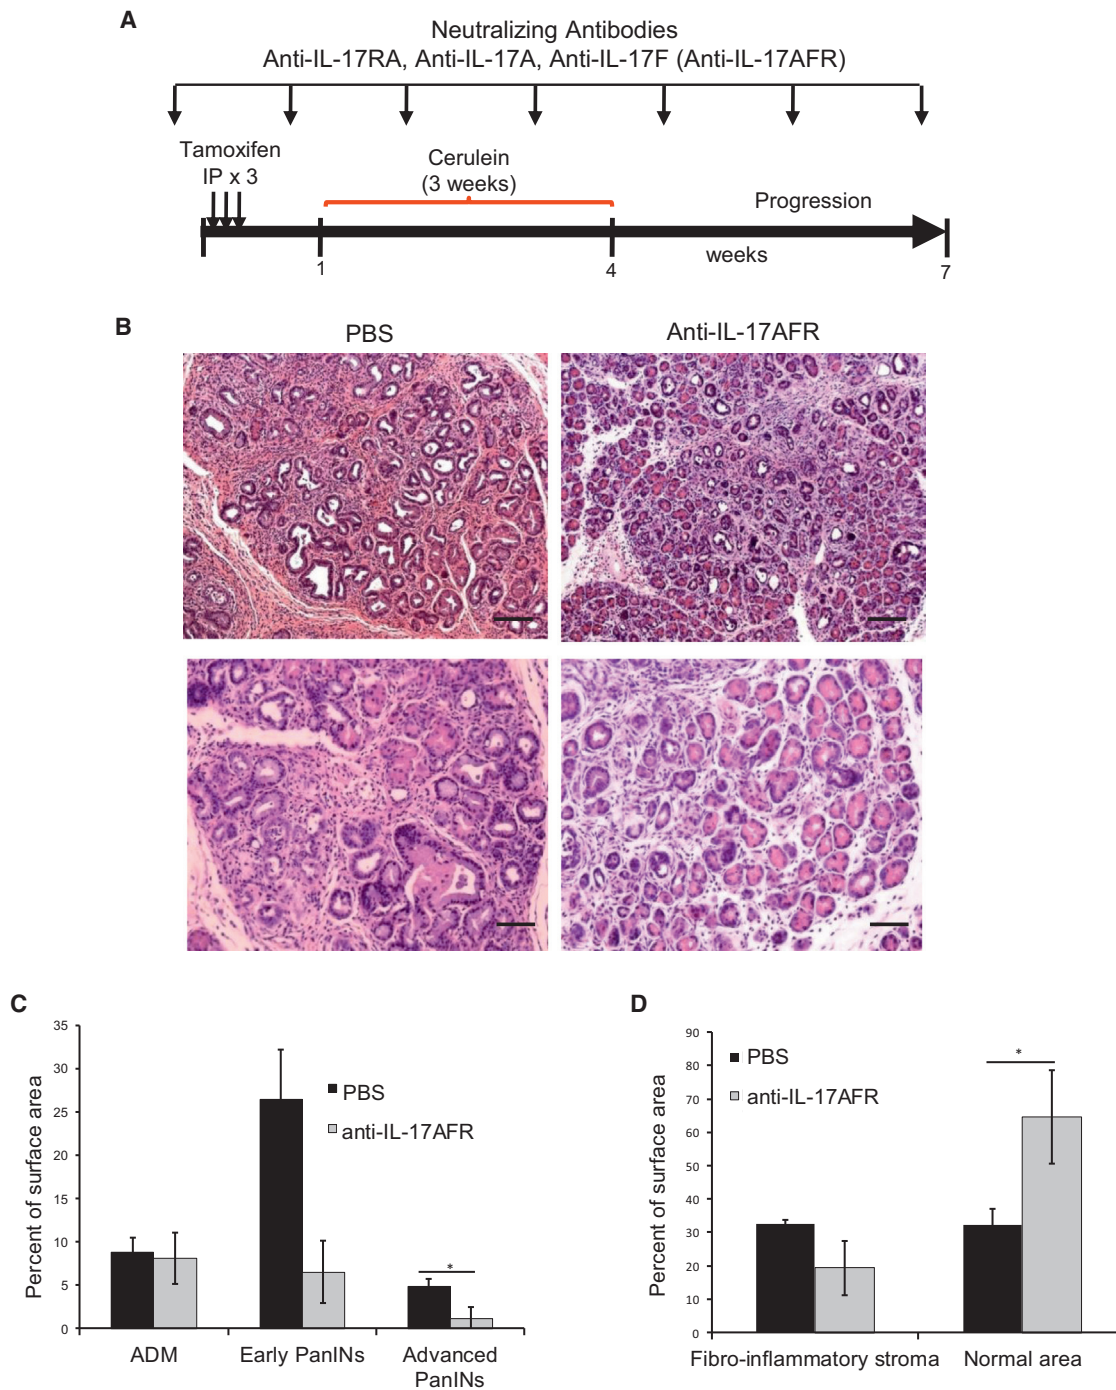 A
Neutralizing Antibodies
Anti-IL-17RA, Anti-IL-17A, Anti-IL-17F (Anti-IL-17AFR)
Tamoxifen
IP x 3
Cerulein
(3 weeks)
Progression
weeks
1
4
7
B
PBS
Anti-IL-17AFR
C
Percent of surface area
35
30
25
20
15
10
5
0
PBS
anti-IL-17AFR
*
ADM
Early PanINs
Advanced
PanINs
D
Percent of surface area
90
80
70
60
50
40
30
20
10
0
PBS
anti-IL-17AFR
*
Fibro-inflammatory stroma
Normal area